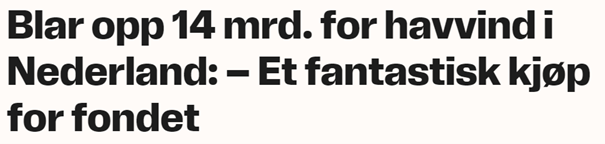 Blar opp 14 mrd. for havvind i
Nederland: – Et fantastisk kjøp
for fondet